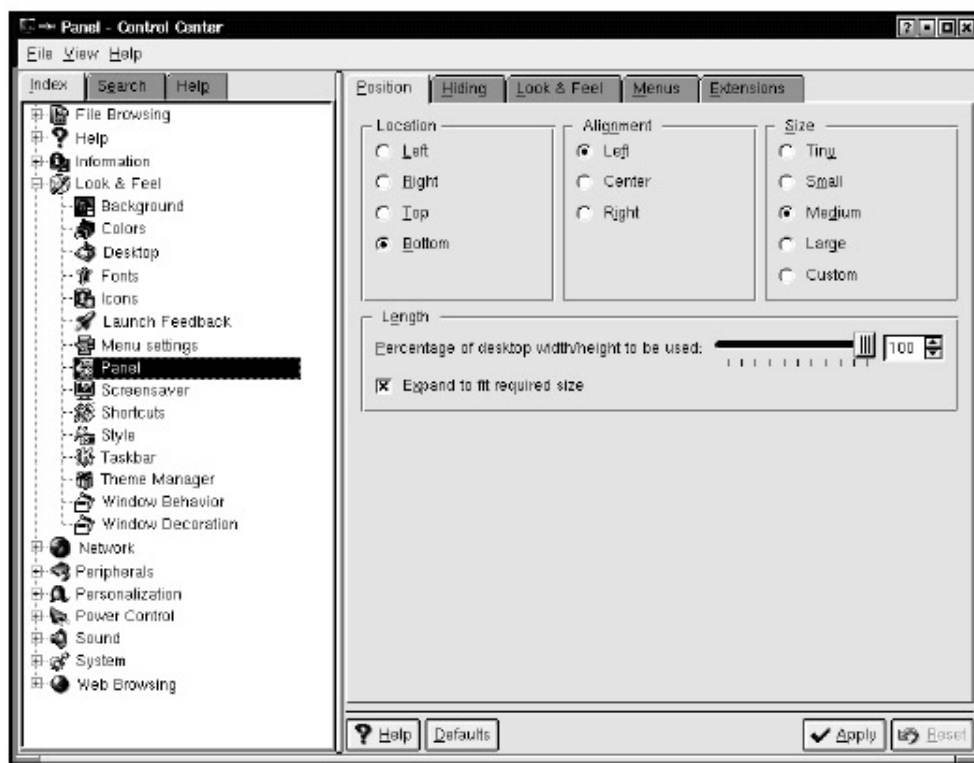 Panel - Control Center
File View Help
Index Search Help
File Browsing
Help
Information
Look & Feel
Background
Colors
Desktop
Fonts
Icons
Launch Feedback
Menu settings
Panel
Screensaver
Shortcuts
Style
Taskbar
Theme Manager
Window Behavior
Window Decoration
Network
Peripherals
Personalization
Power Control
Sound
System
Web Browsing
Position Hiding Look & Feel Menus Extensions
Location
Left
Right
Top
Bottom
Alignment
Left
Center
Right
Size
Tiny
Small
Medium
Large
Custom
Length
Percentage of desktop width/height to be used: 100
Expand to fit required size
Help Defaults Apply Reset